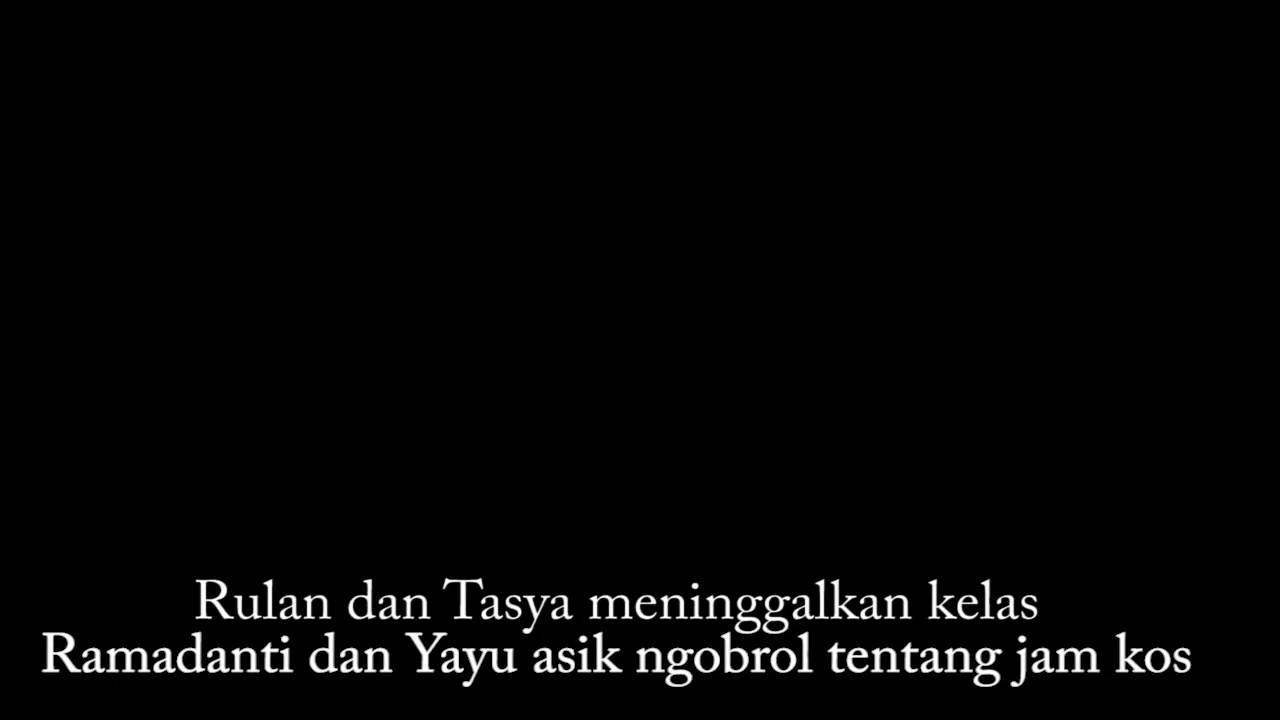 Rulan dan Tasya meninggalkan kelas
Ramadanti dan Yayu asik ngobrol tentang jam kos